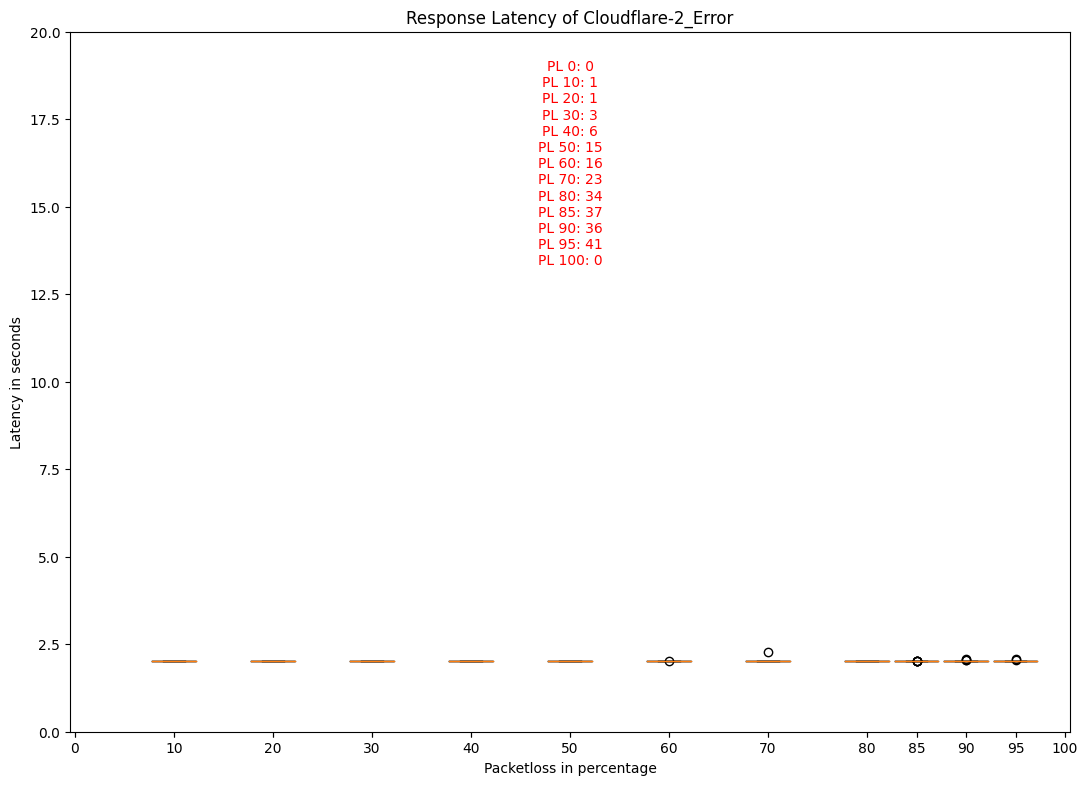 Response Latency of Cloudflare-2_Error
20.0
17.5
15.0
12.5
10.0
7.5
5.0
2.5
0.0
Latency in seconds
PL 0: 0
PL 10: 1
PL 20: 1
PL 30: 3
PL 40: 6
PL 50: 15
PL 60: 16
PL 70: 23
PL 80: 34
PL 85: 37
PL 90: 36
PL 95: 41
PL 100: 0
0 10 20 30 40 50 60 70 80 85 90 95 100
Packetloss in percentage